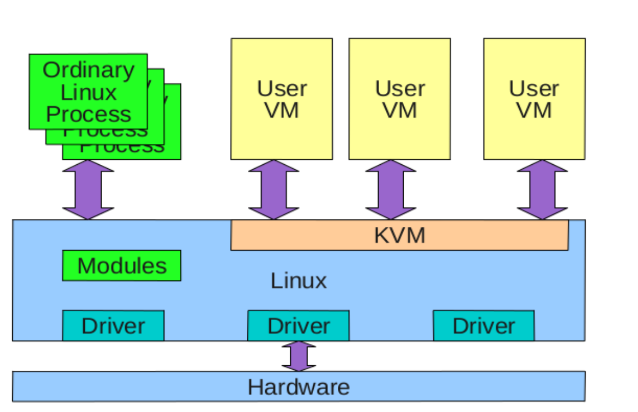 Ordinary
Linux
Process
Process
Process
User
VM
User
VM
User
VM
KVM
Modules
Linux
Driver
Driver
Driver
Hardware